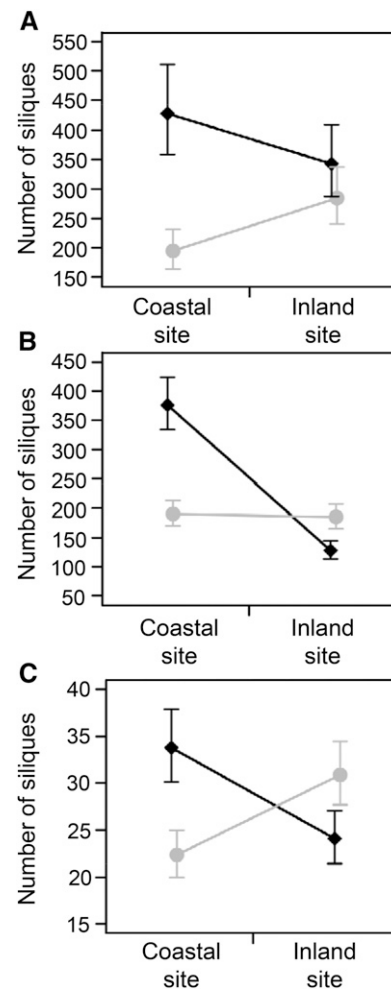 A
Number of siliques
550
500
450
400
350
300
250
200
150
Coastal
site
Inland
site
B
Number of siliques
450
400
350
300
250
200
150
100
50
Coastal
site
Inland
site
C
Number of siliques
40
35
30
25
20
15
Coastal
site
Inland
site